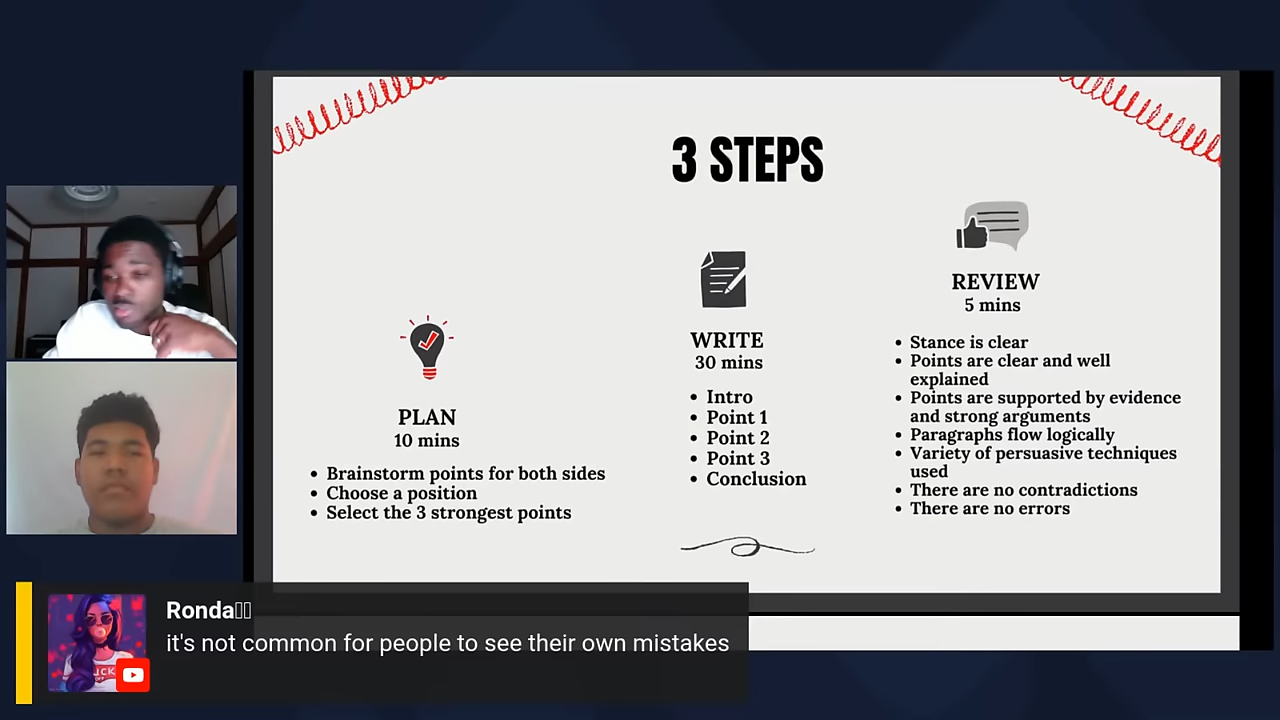 3 STEPS
PLAN
10 mins
• Brainstorm points for both sides
• Choose a position
• Select the 3 strongest points
WRITE
30 mins
• Intro
• Point 1
• Point 2
• Point 3
• Conclusion
REVIEW
5 mins
• Stance is clear
• Points are clear and well
explained
• Points are supported by evidence
and strong arguments
• Paragraphs flow logically
• Variety of persuasive techniques
used
• There are no contradictions
• There are no errors
Ronda
it's not common for people to see their own mistakes